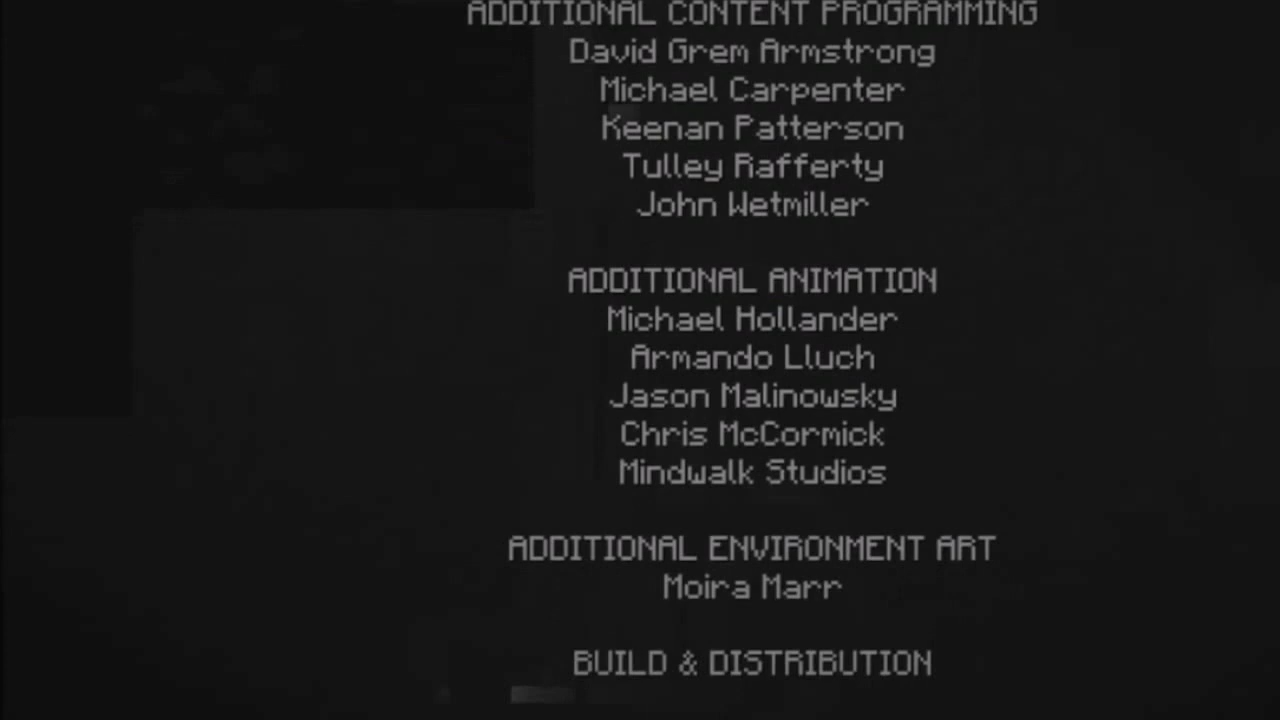 ADDITIONAL CONTENT PROGRAMMING
David Grem Armstrong
Michael Carpenter
Keenan Patterson
Tulley Rafferty
John Wetmiller
ADDITIONAL ANIMATION
Michael Hollander
Armando Lluch
Jason Malinowsky
Chris McCormick
Mindwalk Studios
ADDITIONAL ENVIRONMENT ART
Moira Marr
BUILD & DISTRIBUTION